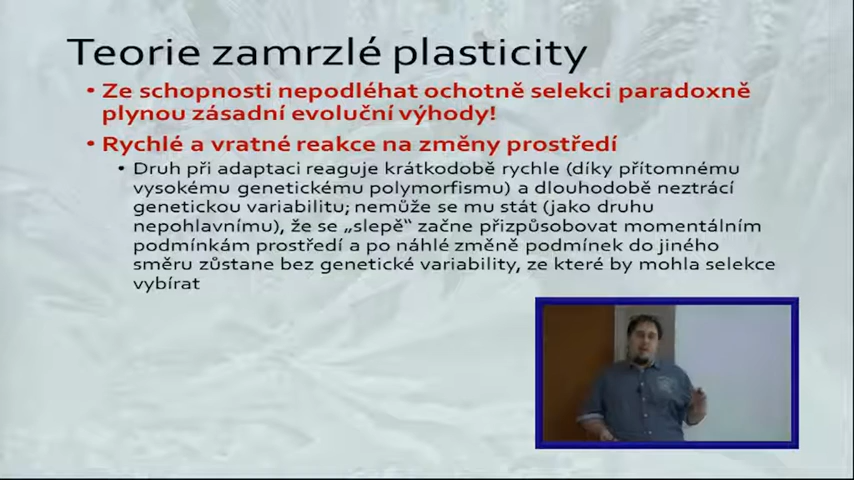 Teorie zamrzlé plasticity
• Ze schopnosti nepodléhat ochotně selekci paradoxně
plynou zásadní evoluční výhody!
• Rychlé a vratné reakce na změny prostředí
• Druh při adaptaci reaguje krátkodobě rychle (díky přítomnému
vysokému genetickému polymorfismu) a dlouhodobě neztrácí
genetickou variabilitu; nemůže se mu stát (jako druhu
nepohlavnímu), že se „slepě“ začne přizpůsobovat momentálním
podmínkám prostředí a po náhlé změně podmínek do jiného
směru zůstane bez genetické variability, ze které by mohla selekce
vybírat